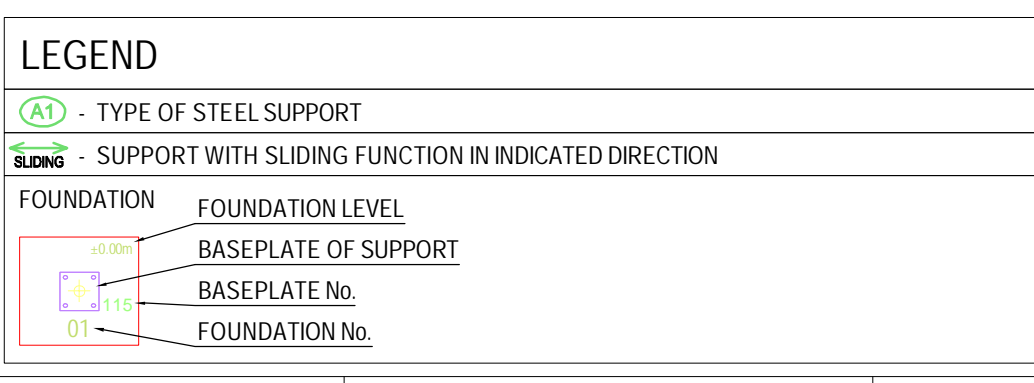 LEGEND
A1 - TYPE OF STEEL SUPPORT
SLIDING - SUPPORT WITH SLIDING FUNCTION IN INDICATED DIRECTION
FOUNDATION
FOUNDATION LEVEL
±0.00m
BASEPLATE OF SUPPORT
BASEPLATE No.
115
FOUNDATION No.
01